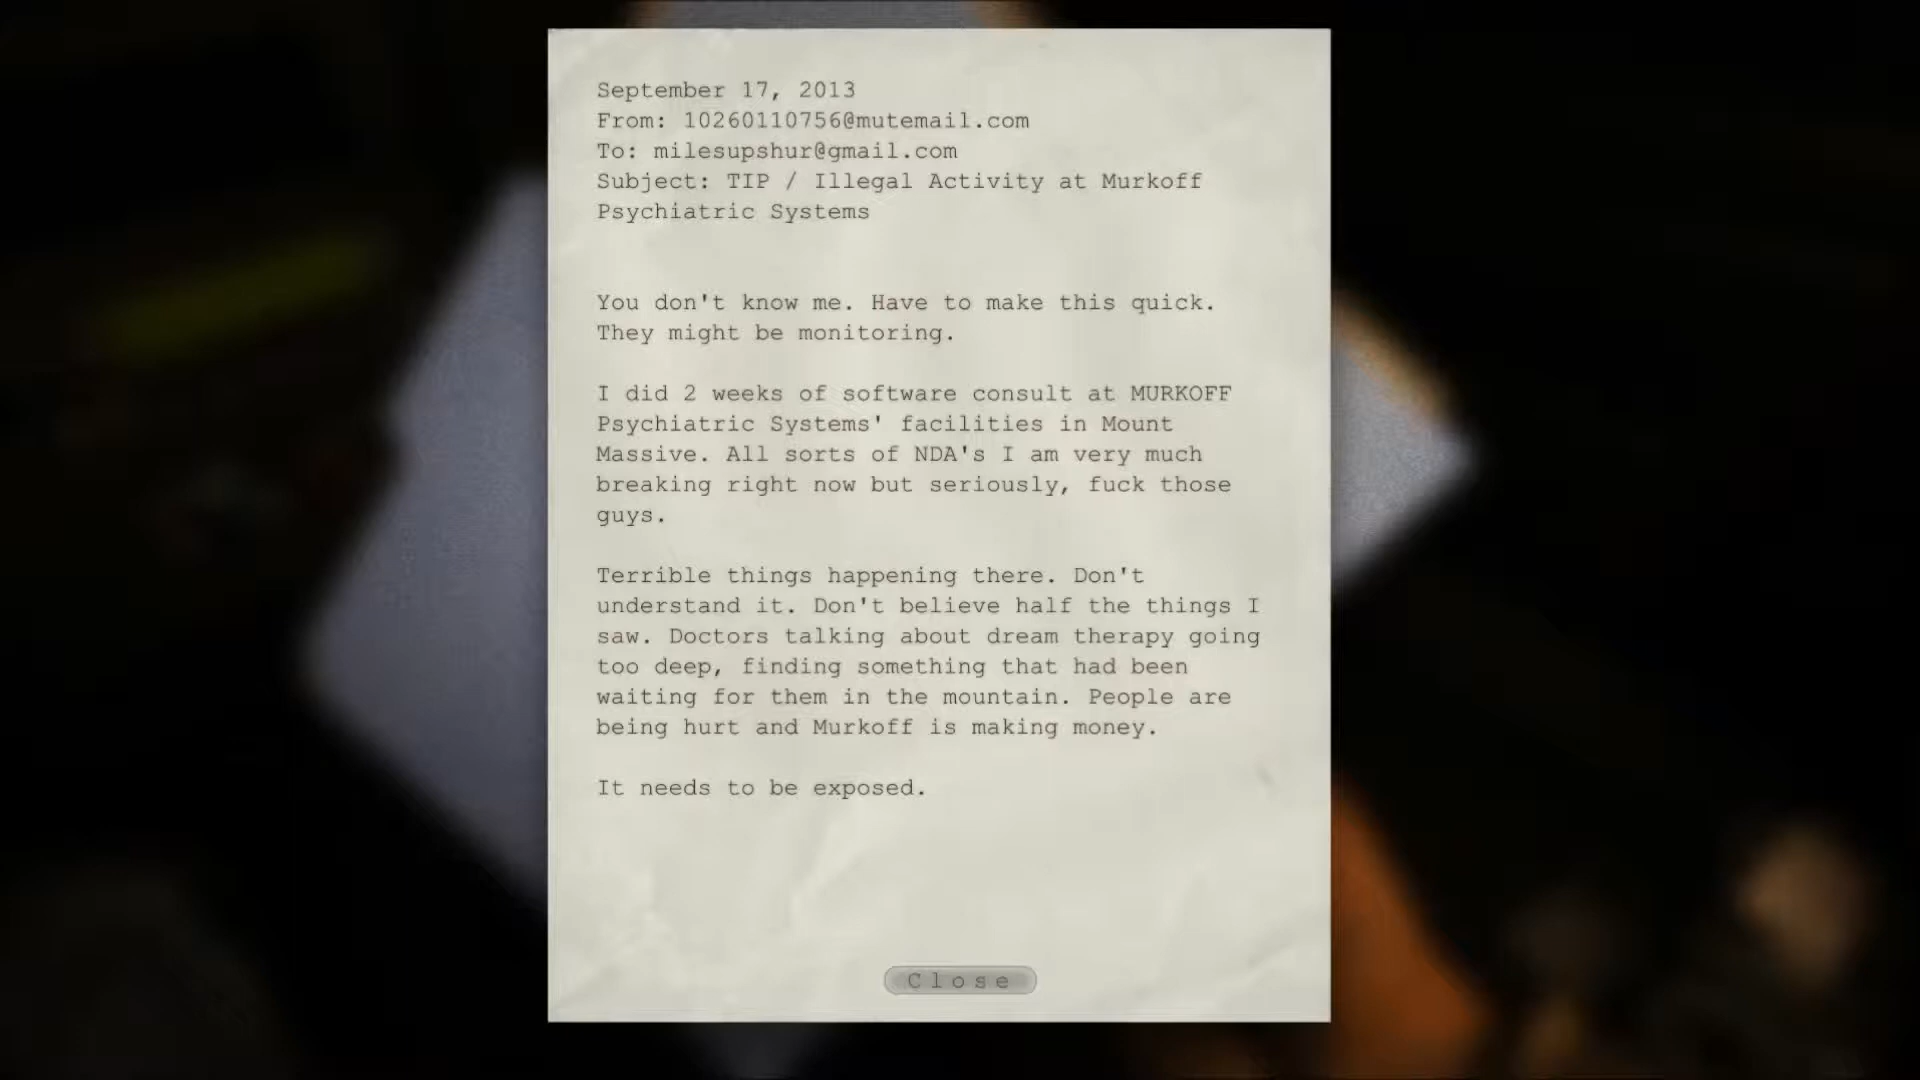 September 17, 2013
From: 10260110756@mutemail.com
To: milesupshur@gmail.com
Subject: TIP / Illegal Activity at Murkoff
Psychiatric Systems
You don't know me. Have to make this quick.
They might be monitoring.
I did 2 weeks of software consult at MURKOFF
Psychiatric Systems' facilities in Mount
Massive. All sorts of NDA's I am very much
breaking right now but seriously, fuck those
guys.
Terrible things happening there. Don't
understand it. Don't believe half the things I
saw. Doctors talking about dream therapy going
too deep, finding something that had been
waiting for them in the mountain. People are
being hurt and Murkoff is making money.
It needs to be exposed.
Close